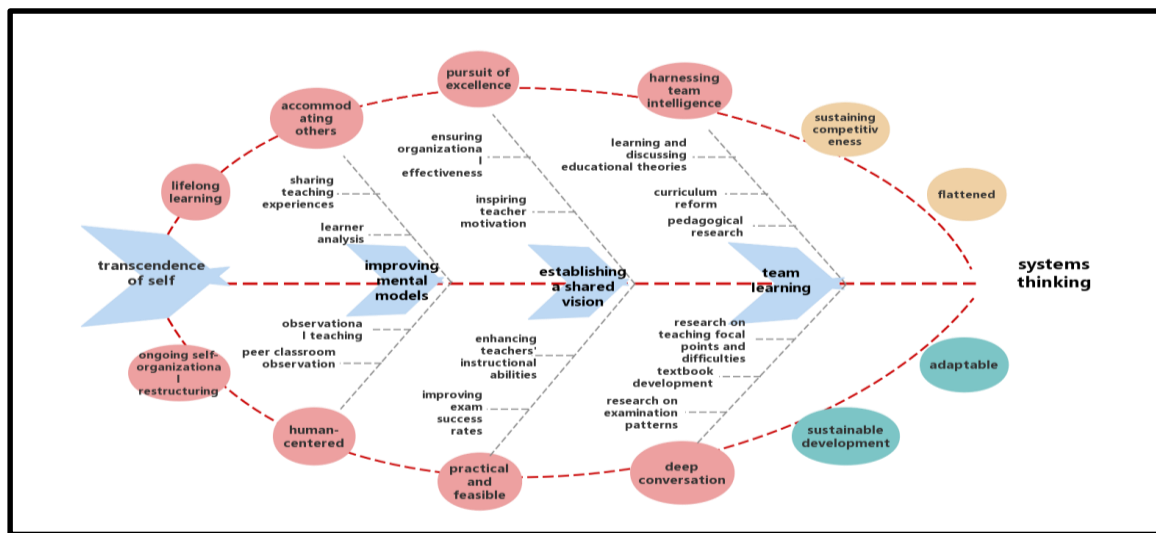 pursuit of
excellence
harnessing
team
intelligence
accommod
ating
others
sustaining
competitiv
eness
lifelong
learning
flattened
ensuring
organizationa
l
effectiveness
learning and
discussing
educational theories
sharing
teaching
experiences
curriculum
reform
inspiring
teacher
motivation
pedagogical
research
learner
analysis
transcendence
of self
improving
mental
models
establishing
a shared
vision
team
learning
systems
thinking
observationa
l teaching
peer classroom
observation
enhancing
teachers'
instructional
abilities
research on
teaching focal
points and
difficulties
textbook
development
improving
exam
success
rates
research on
examination
patterns
ongoing self-
organizationa
l
restructuring
adaptable
human-
centered
sustainable
development
practical
and
feasible
deep
conversation